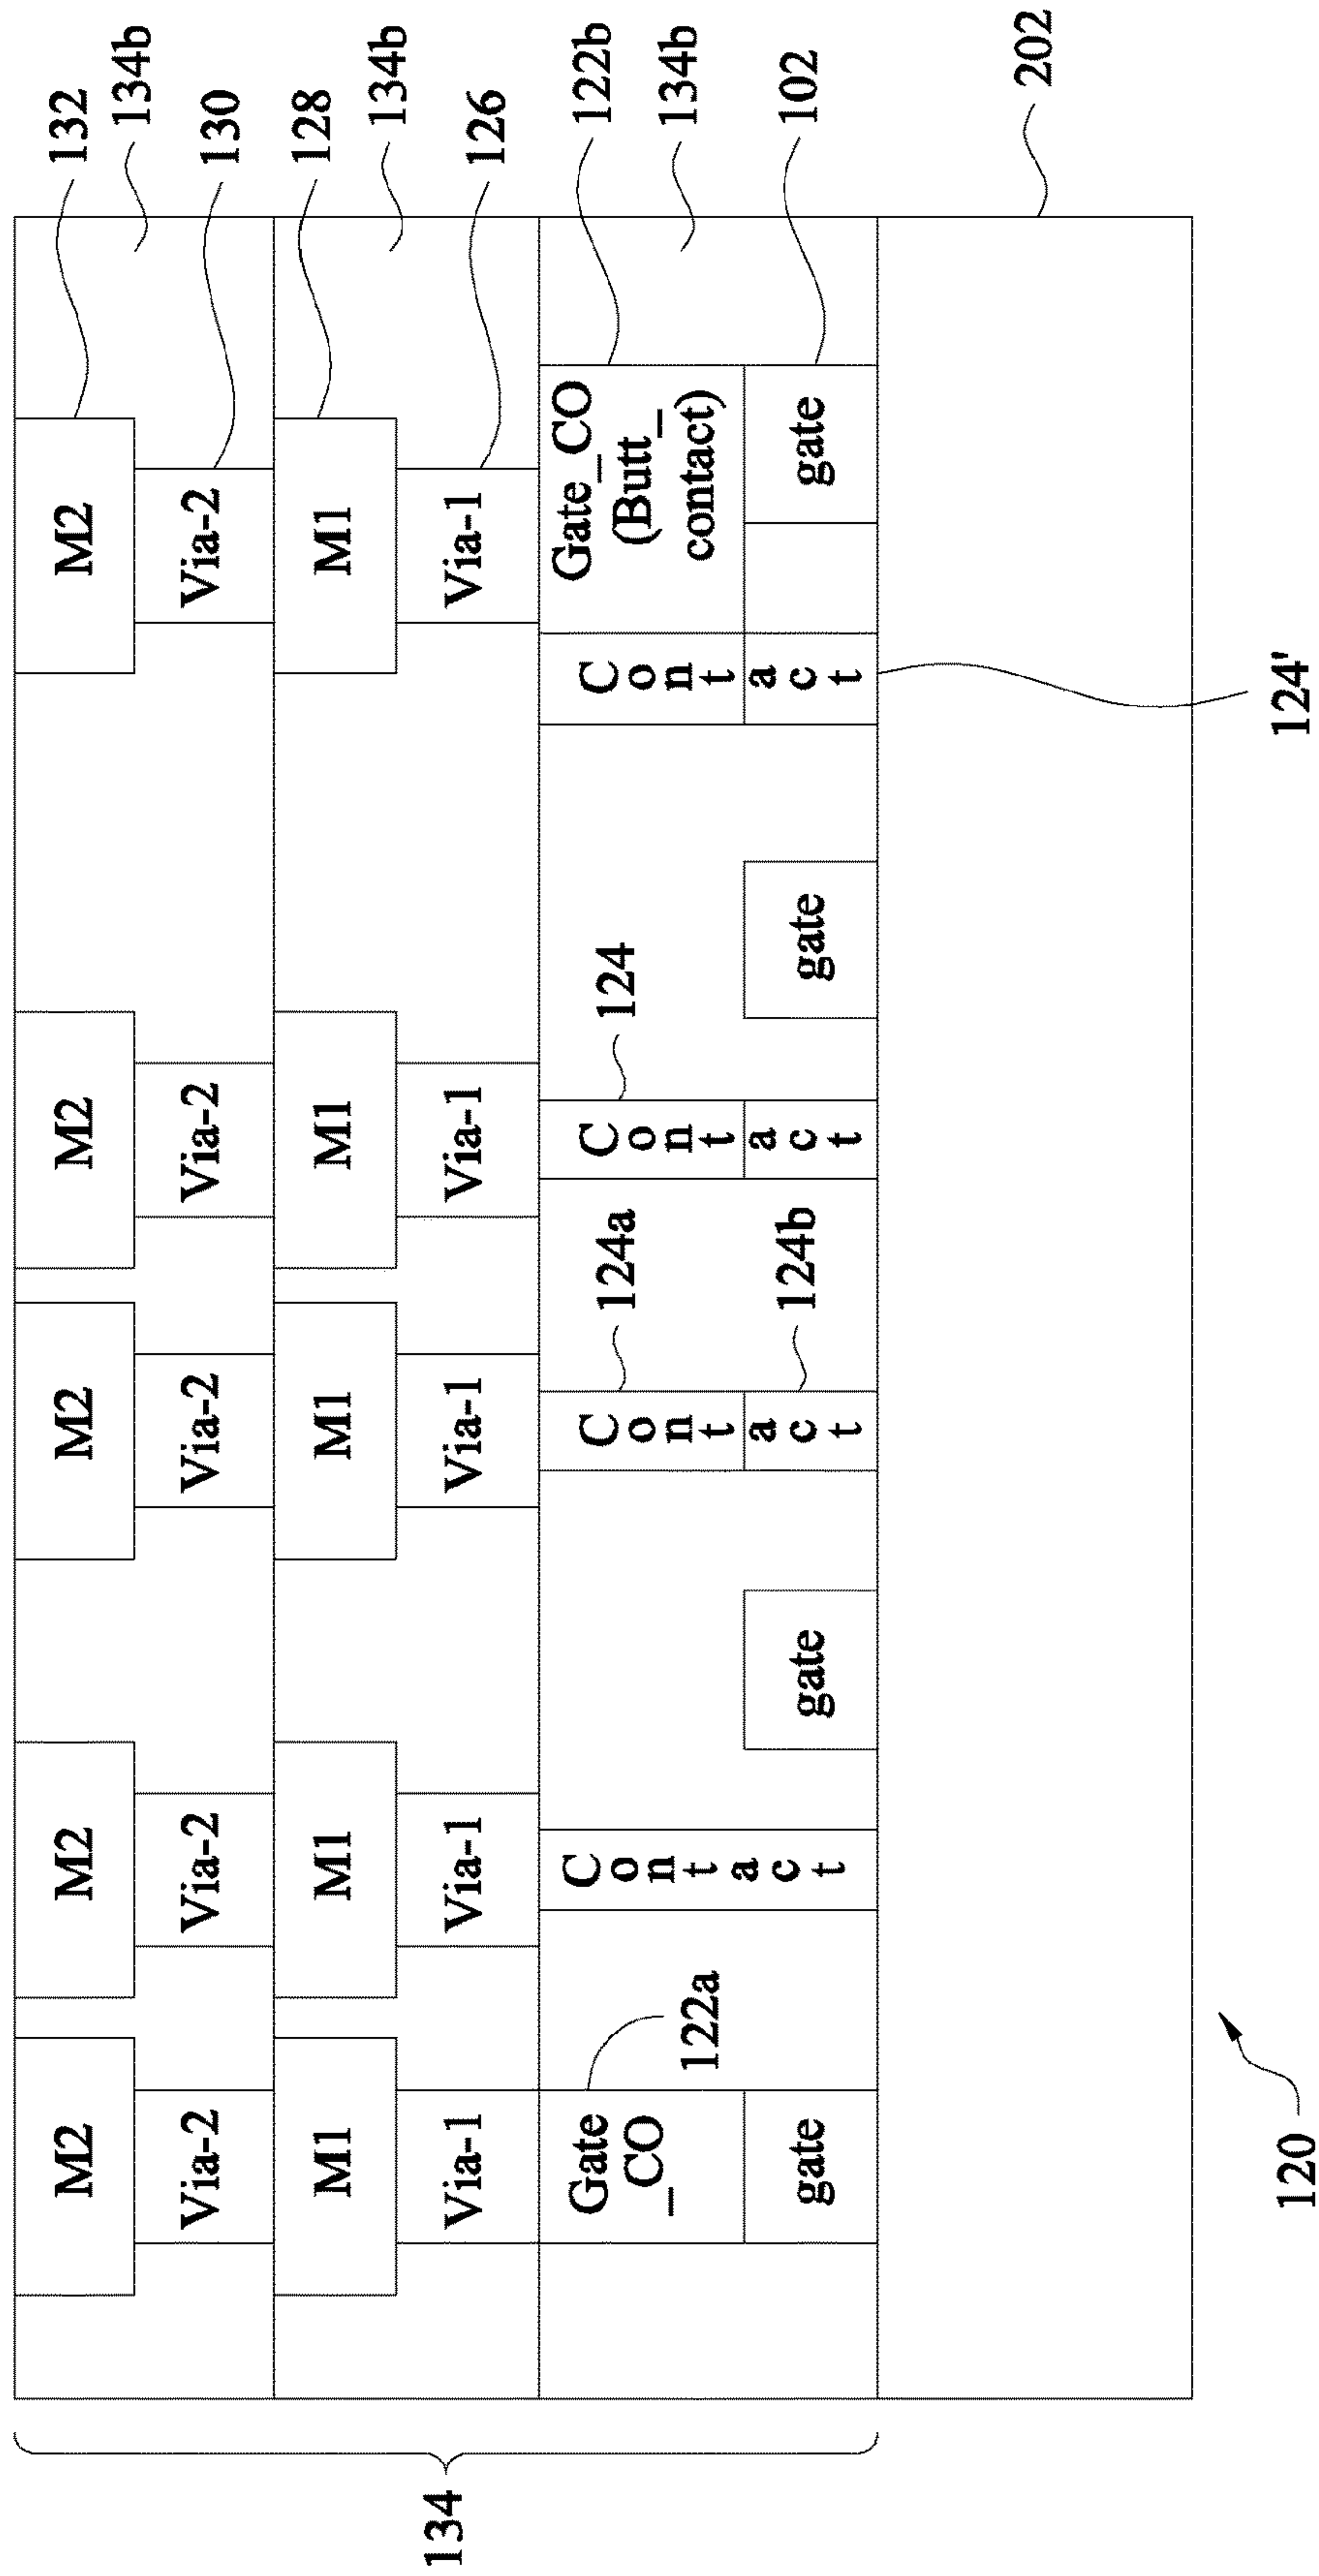 M2 M2 M2 M2 M2 132
134b
Via-2 Via-2 Via-2 Via-2 Via-2 130
M1 M1 M1 M1 M1 128
134b
134
Via-1 Via-1 Via-1 Via-1 Via-1 126
Gate
_CO
122a
Contact
Contact
124a
124b
Contact
124
Contact
Gate_CO
(Butt_
contact)
122b
134b
gate gate gate gate 102
202
120
124'